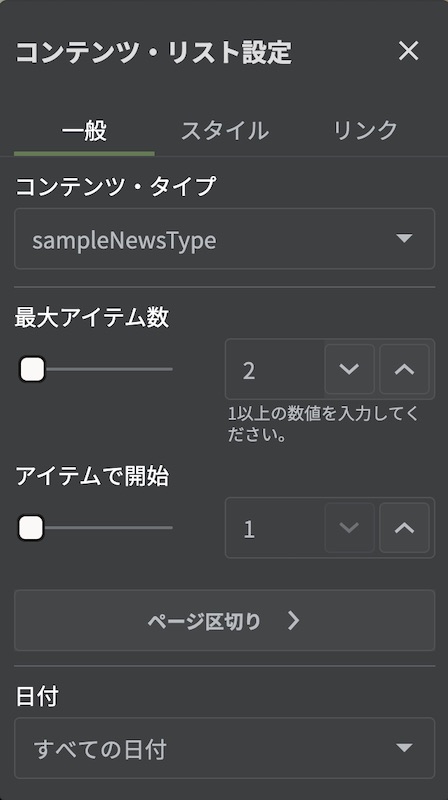 コンテンツ・リスト設定
一般 スタイル リンク
コンテンツ・タイプ
sampleNewsType
最大アイテム数
2
1以上の数値を入力してく
ださい。
アイテムで開始
1
ページ区切り
日付
すべての日付